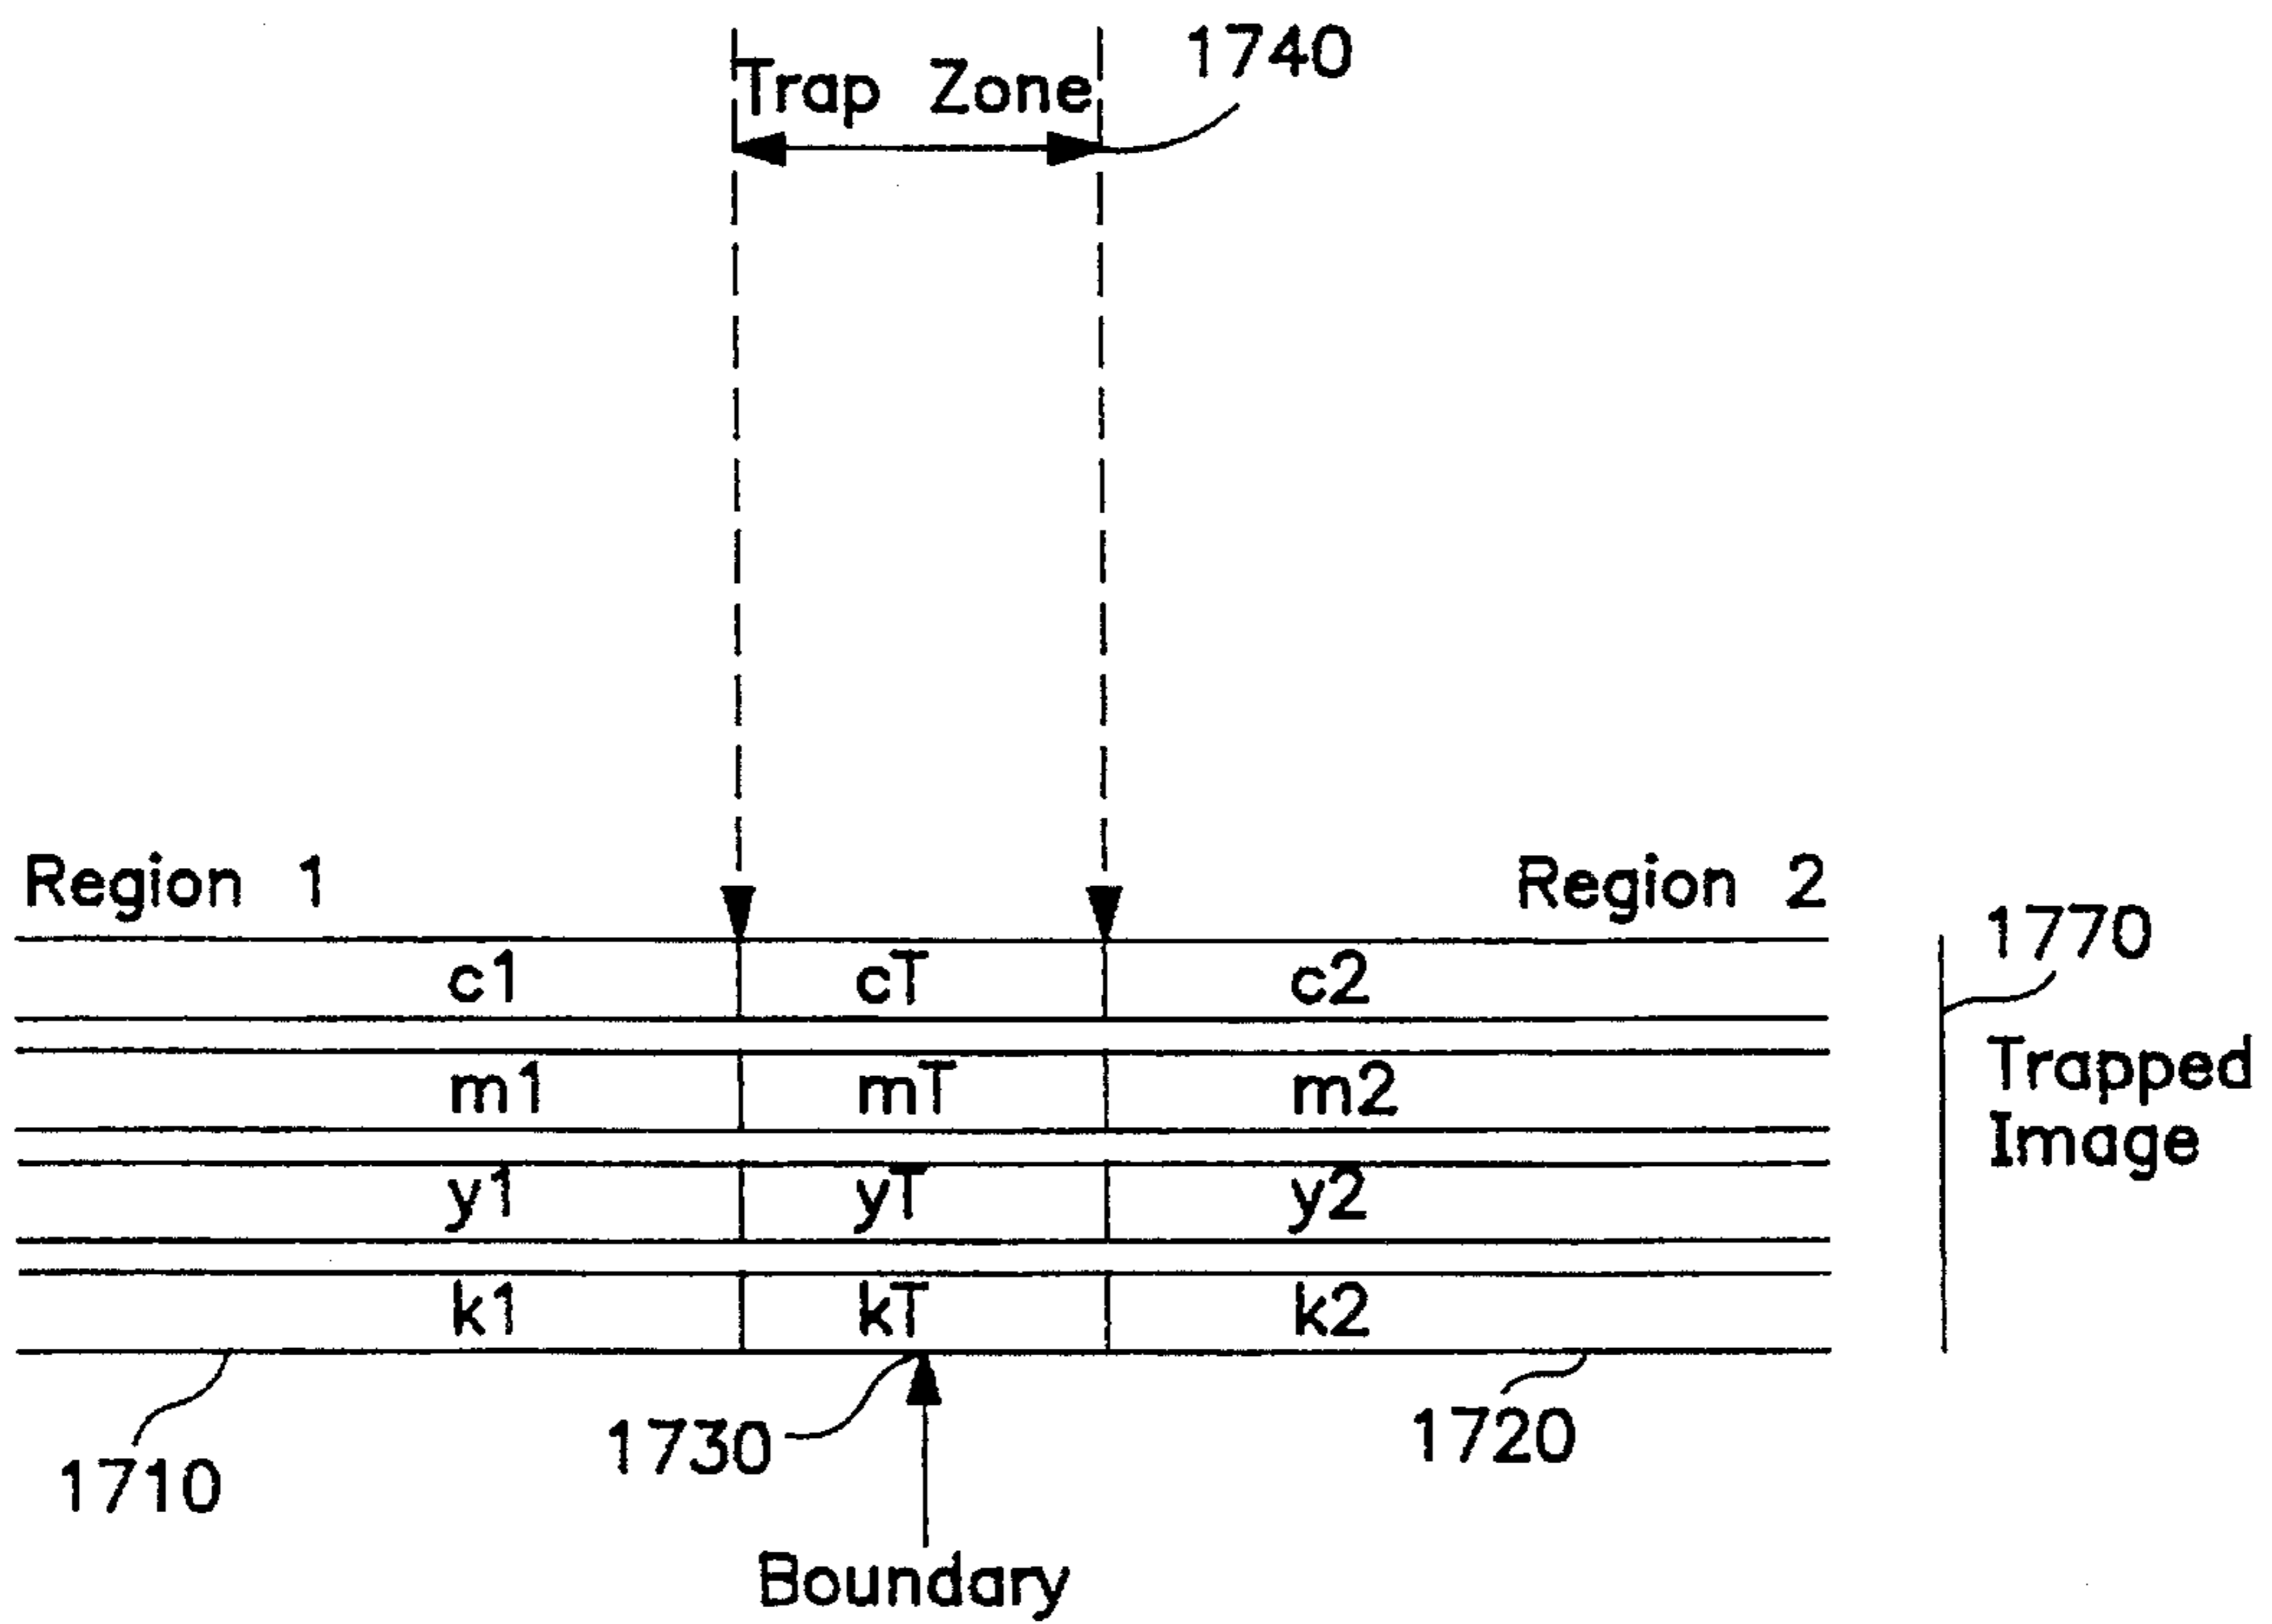 1740
Trap Zone
Region 1
Region 2
1770
c1 cT c2
Trapped
Image
m1 mT m2
y1 yT y2
k1 kT k2
1710
1730
1720
Boundary